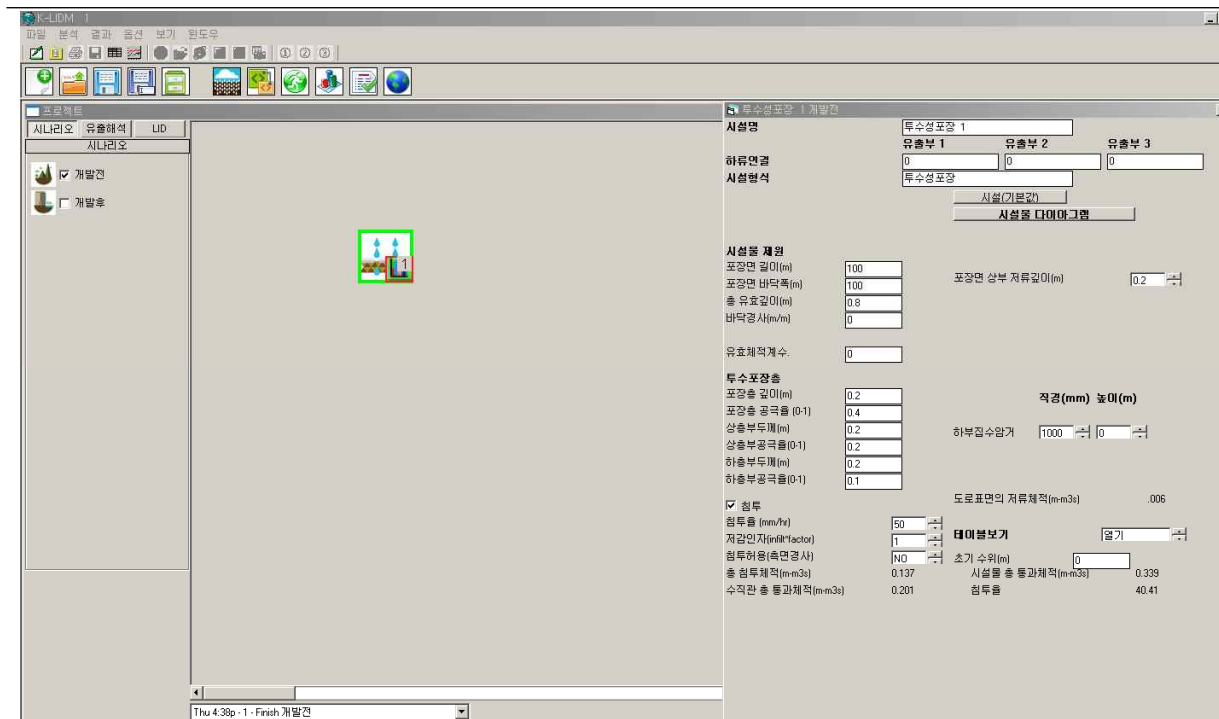 K-LIDM 1
파일 분석 결과 옵션 보기 윈도우
① ② ③
프로젝트
시나리오 유출해석 LID
시나리오
개발전
개발후
1
Thu 4:38p - 1 - Finish 개발전
투수성포장 1 개발전
시설명 투수성포장 1
유출부 1 유출부 2 유출부 3
하류연결 0 0 0
시설형식 투수성포장
시설(기본값)
시설물 다이아그램
시설물 제원
포장면 길이(m) 100
포장면 상부 저류깊이(m) 0.2
포장면 바닥폭(m) 100
총 유효깊이(m) 0.8
바닥경사(m/m) 0
유효체적계수. 0
투수포장층
포장층 깊이(m) 0.2
직경(mm) 높이(m)
포장층 공극율 (0-1) 0.4
상층부두께(m) 0.2
하부집수암거 1000 0
상층부공극율(0-1) 0.2
하층부두께(m) 0.2
하층부공극율(0-1) 0.1
도로표면의 저류체적(m-m3s) .006
침투
침투율 (mm/hr) 50
테이블보기 열기
저감인자(infilt*factor) 1
침투허용(측면경사) NO
초기 수위(m) 0
총 침투체적(m-m3s) 0.137
시설물 총 통과체적(m-m3s) 0.339
수직관 총 통과체적(m-m3s) 0.201
침투율 40.41